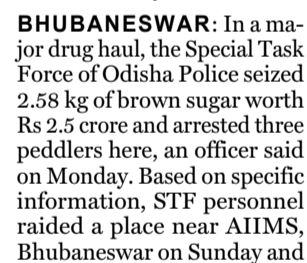 BHUBANESWAR: In a ma-
jor drug haul, the Special Task
Force of Odisha Police seized
2.58 kg of brown sugar worth
Rs 2.5 crore and arrested three
peddlers here, an officer said
on Monday. Based on specific
information, STF personnel
raided a place near AIIMS,
Bhubaneswar on Sunday and